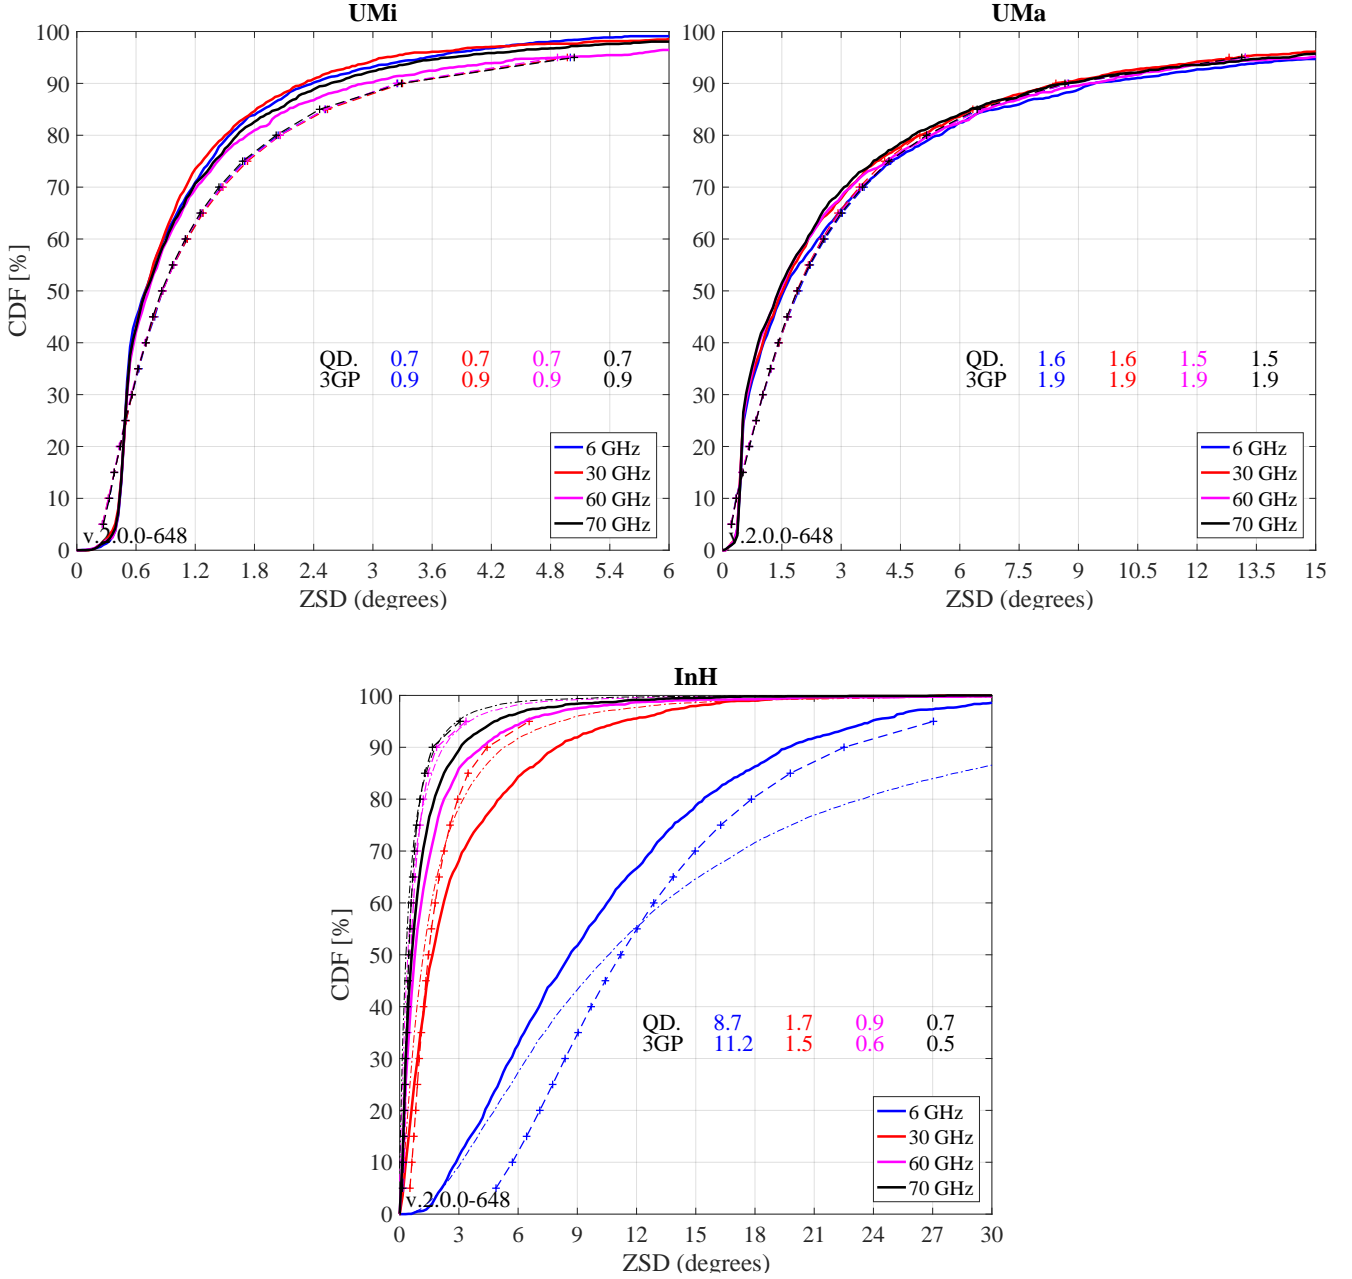 UMi
100
90
80
70
60
50
40
30
20
10
0
CDF [%]
QD. 0.7 0.7 0.7 0.7
3GP 0.9 0.9 0.9 0.9
6 GHz
30 GHz
60 GHz
70 GHz
v.2.0.0-648
0 0.6 1.2 1.8 2.4 3 3.6 4.2 4.8 5.4 6
ZSD (degrees)
UMa
100
90
80
70
60
50
40
30
20
10
0
QD. 1.6 1.6 1.5 1.5
3GP 1.9 1.9 1.9 1.9
6 GHz
30 GHz
60 GHz
70 GHz
v.2.0.0-648
0 1.5 3 4.5 6 7.5 9 10.5 12 13.5 15
ZSD (degrees)
InH
100
90
80
70
60
50
40
30
20
10
0
CDF [%]
QD. 8.7 1.7 0.9 0.7
3GP 11.2 1.5 0.6 0.5
6 GHz
30 GHz
60 GHz
70 GHz
v.2.0.0-648
0 3 6 9 12 15 18 21 24 27 30
ZSD (degrees)